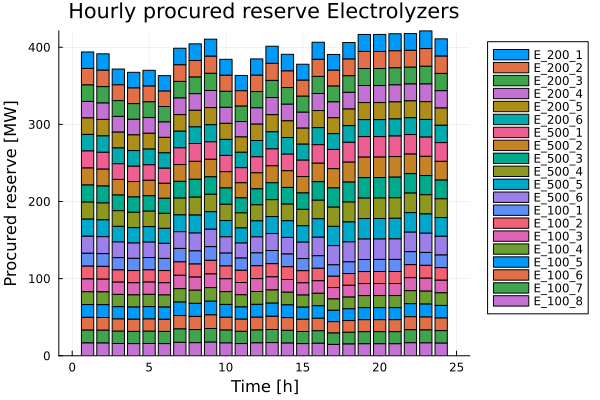 Hourly procured reserve Electrolyzers
Procured reserve [MW]
400
300
200
100
0
0 5 10 15 20 25
Time [h]
E_200_1
E_200_2
E_200_3
E_200_4
E_200_5
E_200_6
E_500_1
E_500_2
E_500_3
E_500_4
E_500_5
E_500_6
E_100_1
E_100_2
E_100_3
E_100_4
E_100_5
E_100_6
E_100_7
E_100_8